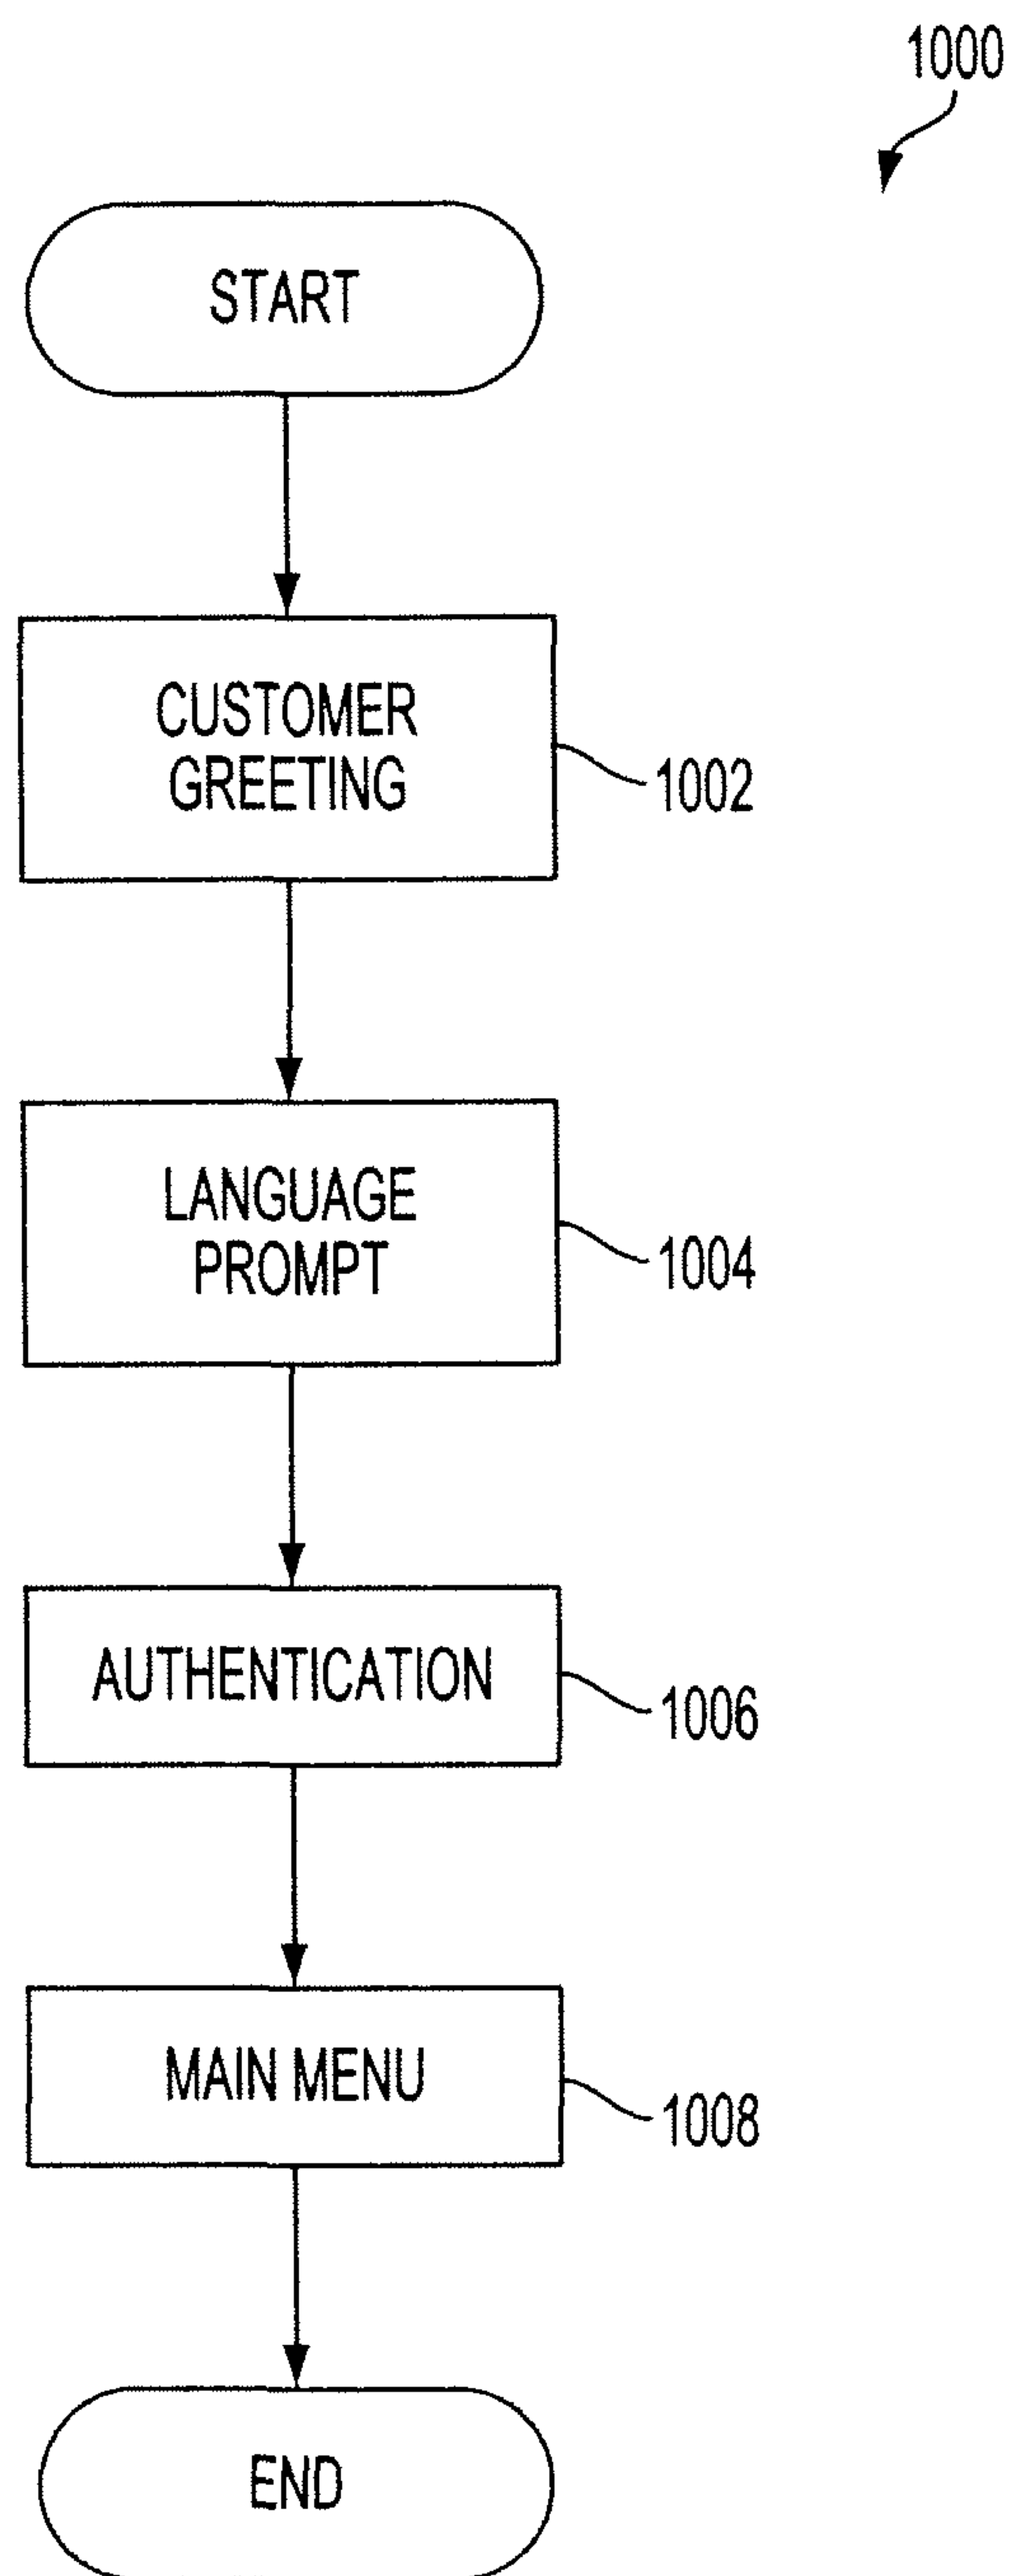 1000
START
CUSTOMER
GREETING
1002
LANGUAGE
PROMPT
1004
AUTHENTICATION
1006
MAIN MENU
1008
END